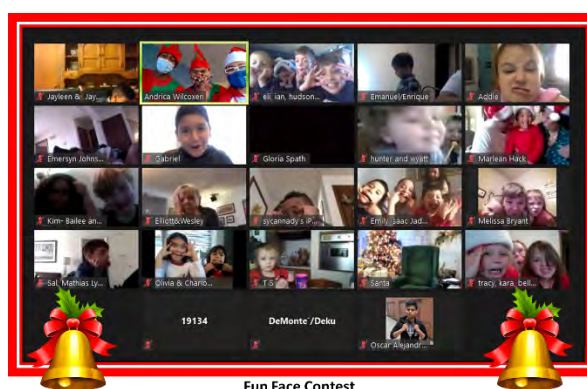 Jayleen & Jay...
Andrica Wilcoxen
eli, ian, hudson...
Emanuel/Enrique
Addie
Emersyn Johns...
Gabriel
Gloria Spath
hunter and wyatt
Marlean Hack
Kim- Bailee an...
Elliott&Wesley
sycannady's iP...
Emily, Isaac Jad...
Melissa Bryant
Sal, Mathias Ly...
Olivia & Charlo...
T S
Santa
tracy, kara, bell...
19134
DeMonte`/Deku
Oscar Alejandr...
Fun Face Contest